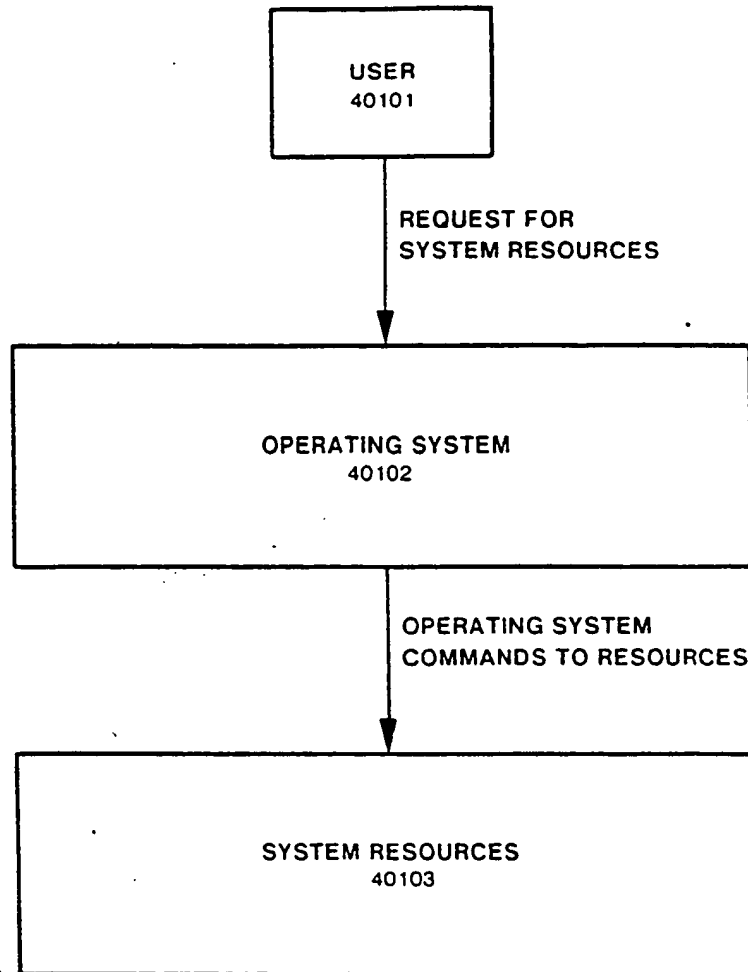 USER
40101
REQUEST FOR
SYSTEM RESOURCES
OPERATING SYSTEM
40102
OPERATING SYSTEM
COMMANDS TO RESOURCES
SYSTEM RESOURCES
40103